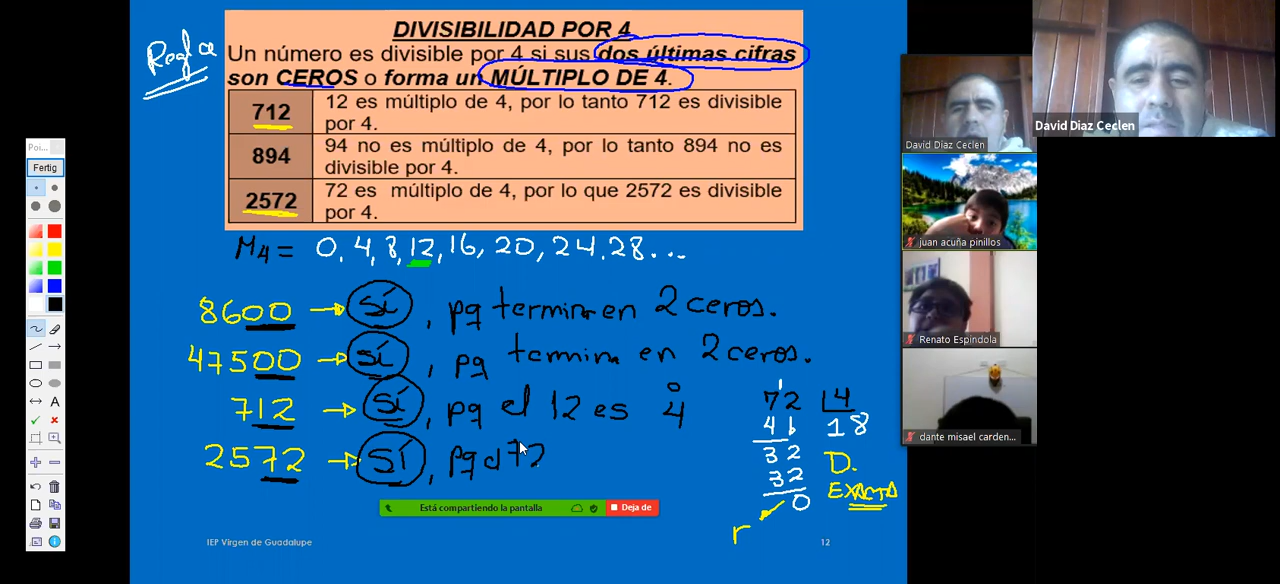 DIVISIBILIDAD POR 4
Regla
Un número es divisible por 4 si sus dos últimas cifras
son CEROS o forma un MÚLTIPLO DE 4.
712
12 es múltiplo de 4, por lo tanto 712 es divisible
por 4.
894
94 no es múltiplo de 4, por lo tanto 894 no es
divisible por 4.
2572
72 es múltiplo de 4, por lo que 2572 es divisible
por 4.
M4 = 0, 4, 8, 12, 16, 20, 24. 28...
8600 → sí, pq termina en 2 ceros.
47500 → sí, pq termina en 2 ceros.
712 → sí, pq el 12 es 4°
2572 → sí, pq el 72
72 4
4 18
32 D.
32 EXACTA
0
r
Está compartiendo la pantalla
Deja de
IEP Virgen de Guadalupe
12
Poi...
Fertig
A
David Diaz Ceclen
David Diaz Ceclen
juan acuña pinillos
Renato Espindola
dante misael carden...